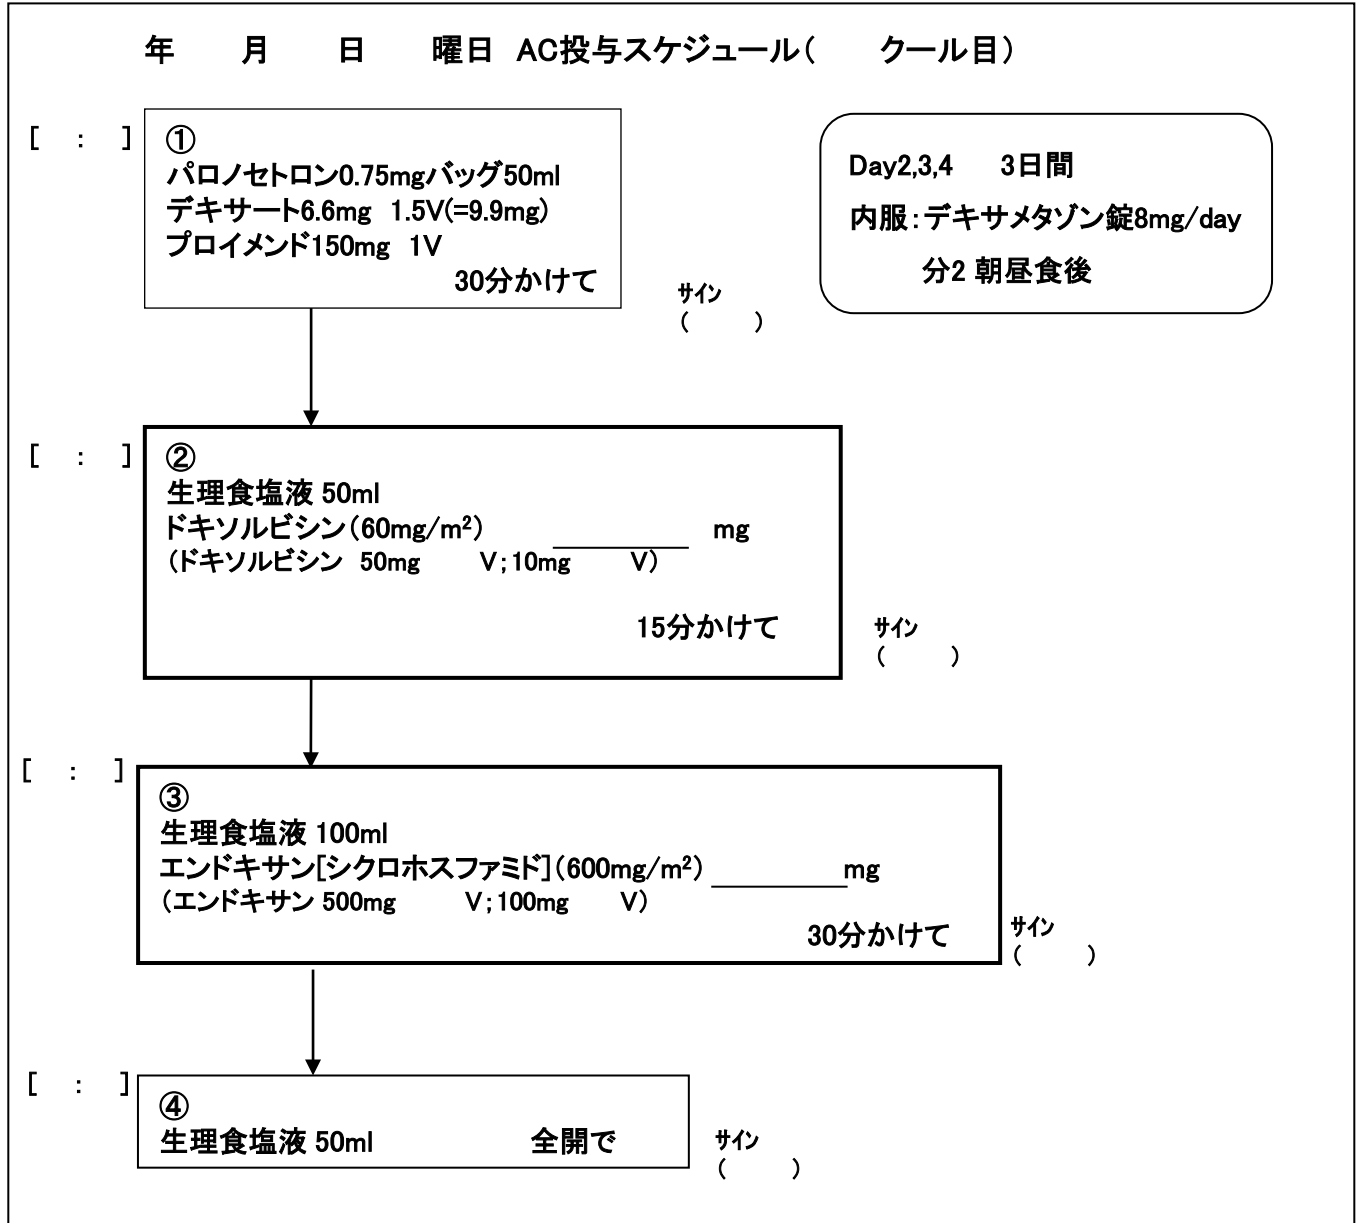 年 月 日 曜日 AC投与スケジュール( クール目)
[ : ]
①
パロノセトロン0.75mgバッグ50ml
デキサート6.6mg 1.5V(=9.9mg)
プロイメンド150mg 1V
30分かけて
サイン
( )
Day2,3,4 3日間
内服:デキサメタゾン錠8mg/day
分2 朝昼食後
[ : ]
②
生理食塩液 50ml
ドキソルビシン(60mg/m²) ________ mg
(ドキソルビシン 50mg V;10mg V)
15分かけて
サイン
( )
[ : ]
③
生理食塩液 100ml
エンドキサン[シクロホスファミド](600mg/m²) ________mg
(エンドキサン 500mg V;100mg V)
30分かけて
サイン
( )
[ : ]
④
生理食塩液 50ml 全開で
サイン
( )